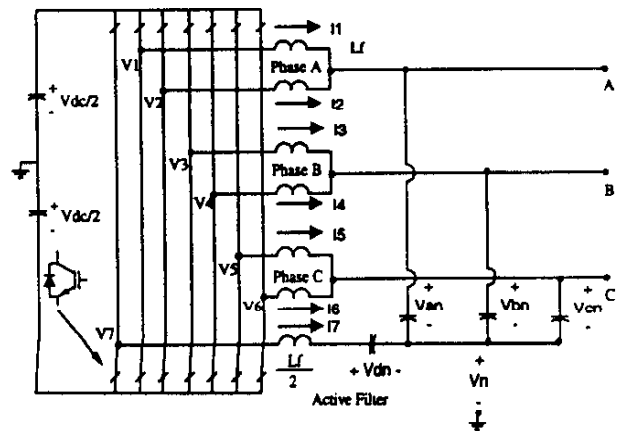 I1
Lf
V1
Phase A
A
+
Vdc/2
-
V2
I2
I3
V3
Phase B
B
+
Vdc/2
-
V4
I4
I5
V5
Phase C
C
V6
I6
+
Van
-
+
Vbn
-
+
Vcn
-
V7
I7
Lf
2
+ Vdn -
+
Vn
-
Active Filter